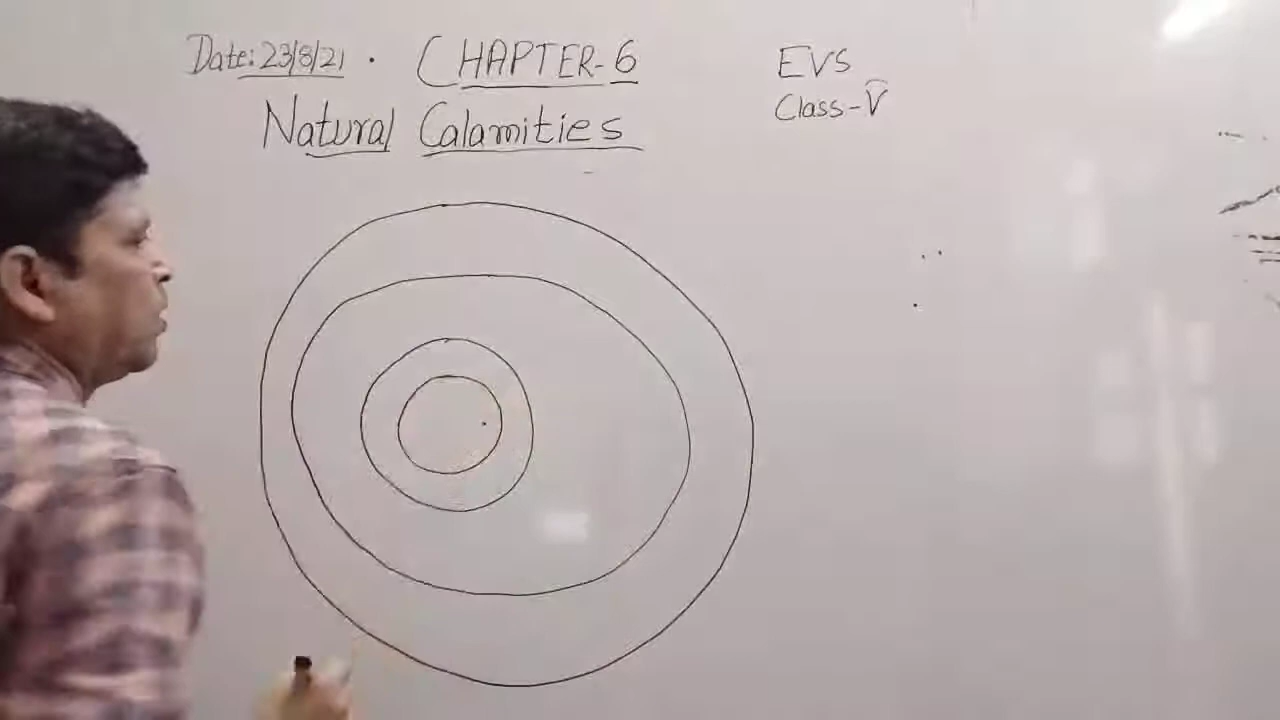 Date: 23/8/21 . CHAPTER-6
Natural Calamities
EVS
Class-V